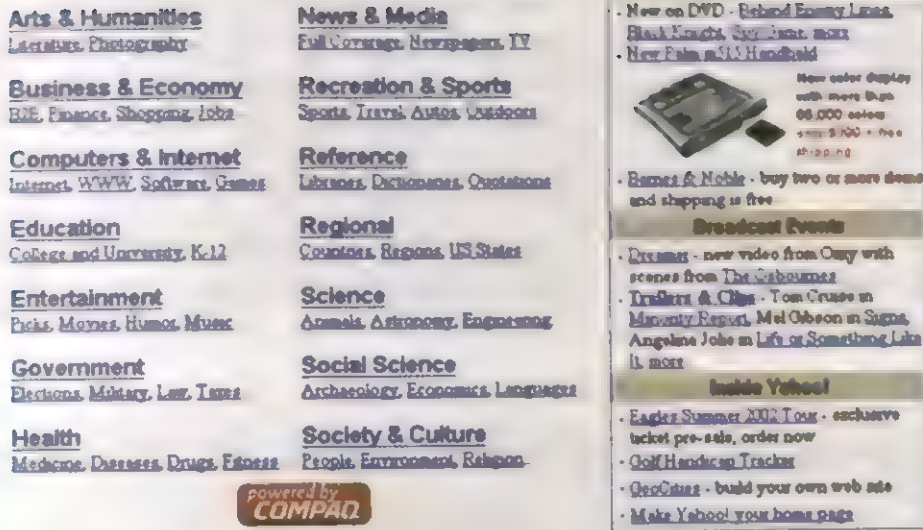 Arts & Humanities
Literature, Photography
News & Media
Full Coverage, Newspapers, TV
Business & Economy
B2B, Finance, Shopping, Jobs
Recreation & Sports
Sports, Travel, Autos, Outdoors
Computers & Internet
Internet, WWW, Software, Games
Reference
Libraries, Dictionaries, Quotations
Education
College and University, K-12
Regional
Countries, Regions, US States
Entertainment
Picks, Movies, Humor, Music
Science
Animals, Astronomy, Engineering
Government
Elections, Military, Law, Taxes
Social Science
Archaeology, Economics, Languages
Health
Medicine, Diseases, Drugs, Fitness
Society & Culture
People, Environment, Religion
powered by
COMPAQ
· New on DVD - Behind Enemy Lines,
Black Knight, Spy Game, more
· New Palm m515 Handheld
New color display
with more than
65,000 colors
free
shipping
· Barnes & Noble - buy two or more items
and shipping is free
Broadcast Events
· Dreamer - new video from Ozzy with
scenes from The Osbournes
· Trailers & Clips - Tom Cruise in
Minority Report, Mel Gibson in Signs,
Angelina Jolie in Life or Something Like
It, more
Inside Yahoo!
· Eagles Summer 2002 Tour - exclusive
ticket pre-sale, order now
· Golf Handicap Tracker
· GeoCities - build your own web site
· Make Yahoo! your home page